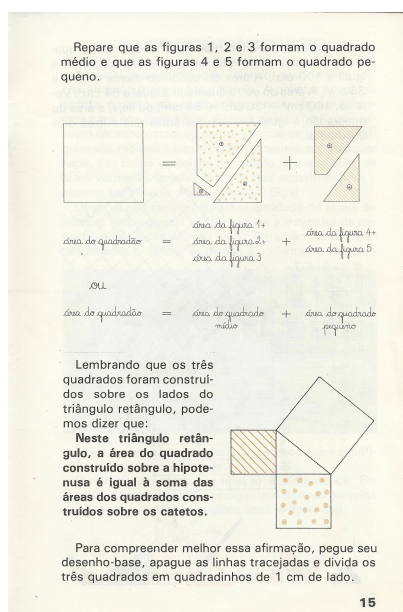 Repare que as figuras 1, 2 e 3 formam o quadrado
médio e que as figuras 4 e 5 formam o quadrado pe-
queno.
= +
área da figura 1+
área do quadradão = área da figura 2+ + área da figura 4+
área da figura 3 área da figura 5
ou
área do quadradão = área do quadrado médio + área do quadrado pequeno
Lembrando que os três
quadrados foram construí-
dos sobre os lados do
triângulo retângulo, pode-
mos dizer que:
Neste triângulo retân-
gulo, a área do quadrado
construído sobre a hipote-
nusa é igual à soma das
áreas dos quadrados cons-
truídos sobre os catetos.
Para compreender melhor essa afirmação, pegue seu
desenho-base, apague as linhas tracejadas e divida os
três quadrados em quadradinhos de 1 cm de lado.
15